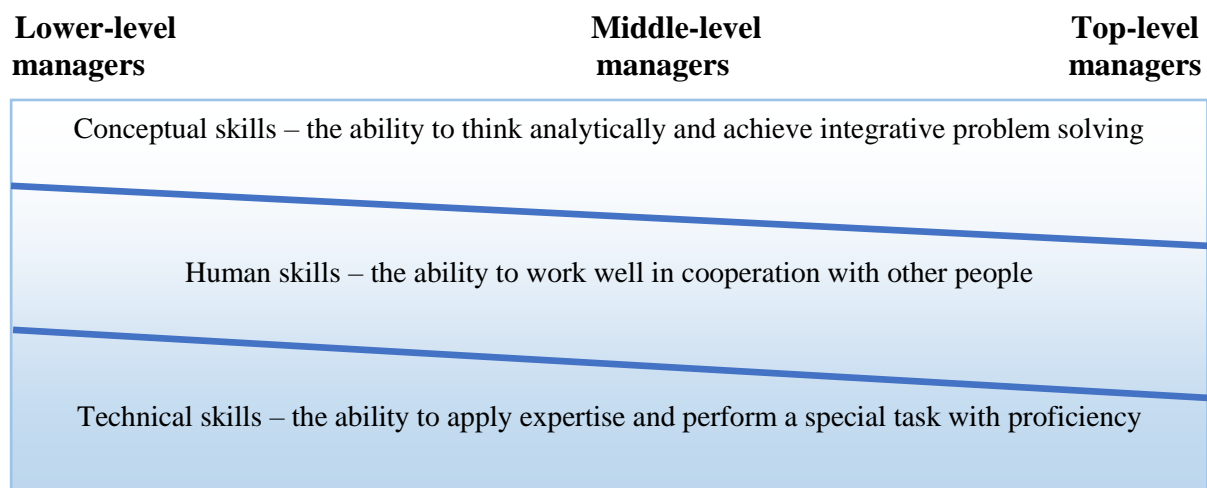 Lower-level Middle-level Top-level
managers managers managers
Conceptual skills – the ability to think analytically and achieve integrative problem solving
Human skills – the ability to work well in cooperation with other people
Technical skills – the ability to apply expertise and perform a special task with proficiency